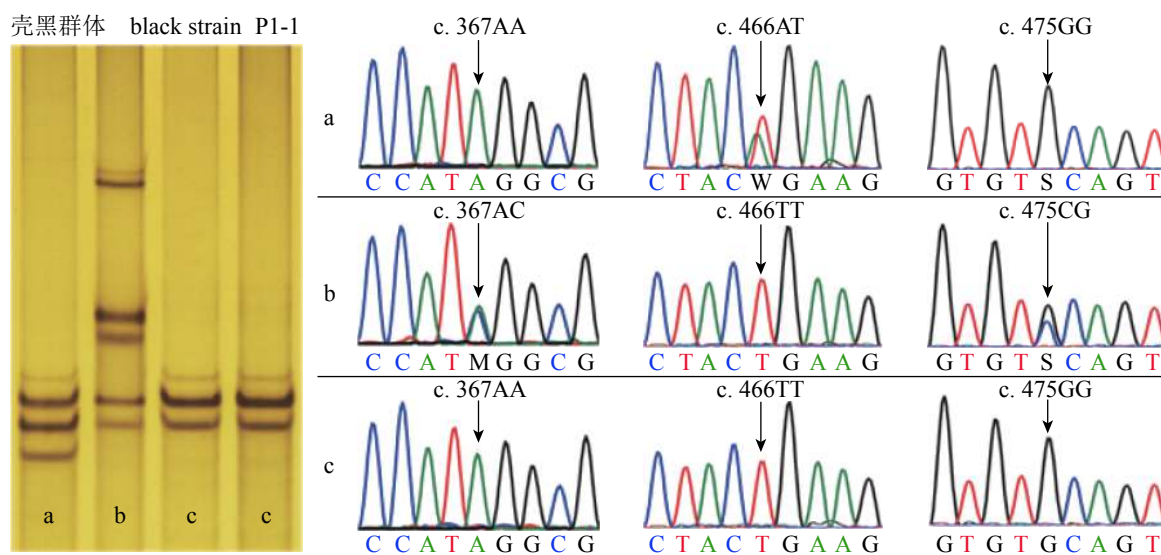 壳黑群体 black strain P1-1
a b c c
c. 367AA c. 466AT c. 475GG
a
C C A T A G G C G C T A C W G A A G G T G T S C A G T
c. 367AC c. 466TT c. 475CG
b
C C A T M G G C G C T A C T G A A G G T G T S C A G T
c. 367AA c. 466TT c. 475GG
c
C C A T A G G C G C T A C T G A A G G T G T G C A G T